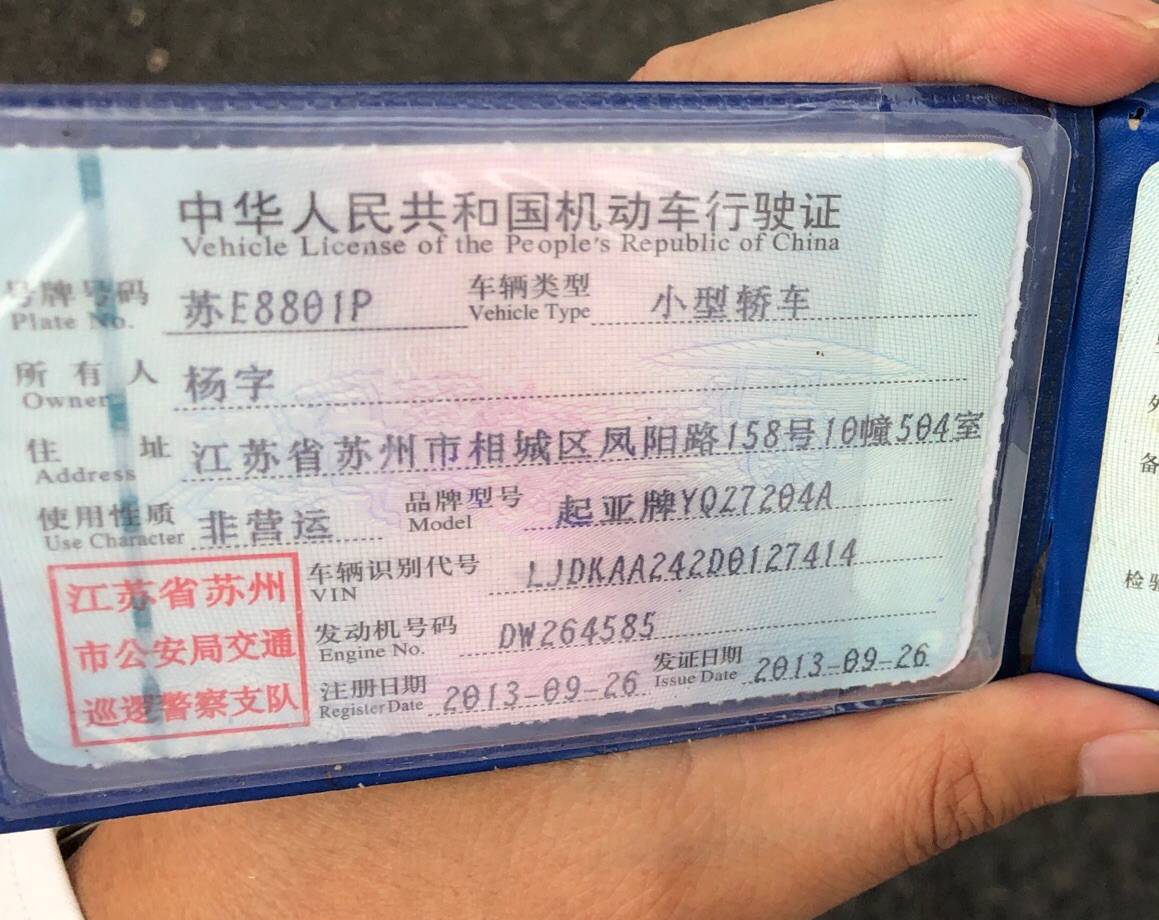 中华人民共和国机动车行驶证
Vehicle License of the People's Republic of China
号牌号码 苏E8801P 车辆类型 小型轿车
Plate No. Vehicle Type
所有人 杨字
Owner
住址 江苏省苏州市相城区凤阳路158号10幢504室
Address
使用性质 非营运 品牌型号 起亚牌YQZ7204A
Use Character Model
车辆识别代号 LJDKAA242D0127414
VIN
发动机号码 DW264585
Engine No.
注册日期 2013-09-26 发证日期 2013-09-26
Register Date Issue Date
江苏省苏州
市公安局交通
巡逻警察支队
备
检验